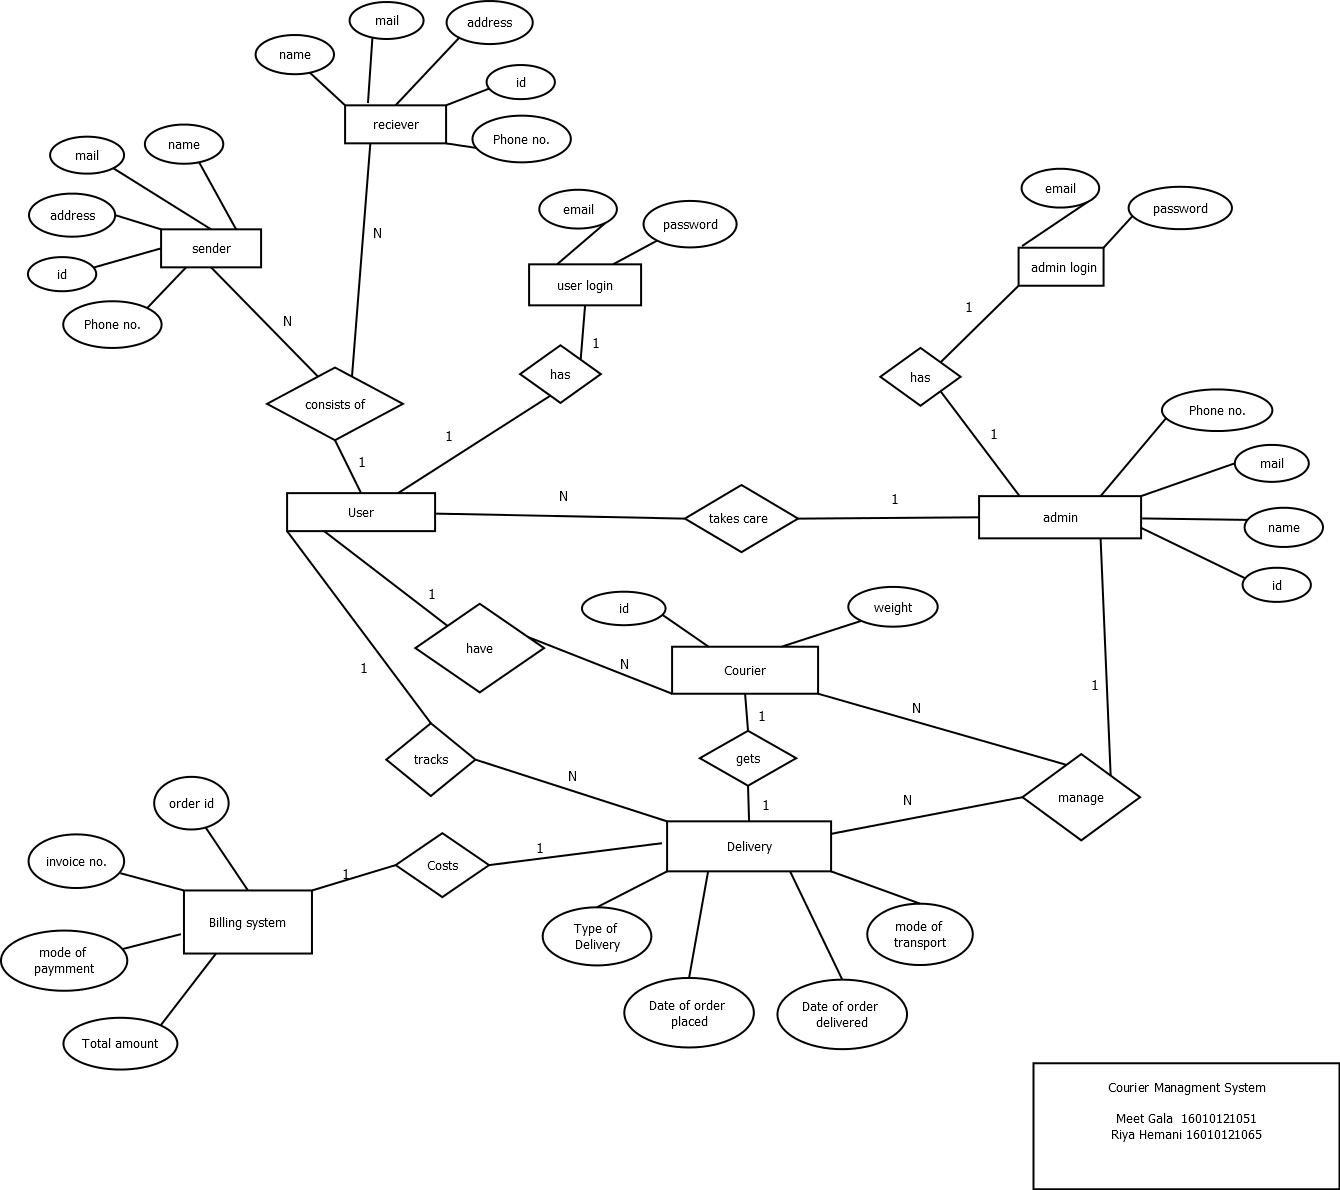 mail
address
name
id
reciever
Phone no.
name
mail
address
sender
id
Phone no.
N
N
email
password
user login
1
has
consists of
1
1
email
password
admin login
1
has
1
Phone no.
mail
name
id
User
N
takes care
1
admin
1
have
N
id
weight
Courier
1
N
1
1
gets
1
tracks
N
N
manage
order id
invoice no.
1
Costs
1
Delivery
Billing system
mode of
paymment
Total amount
Type of
Delivery
Date of order
placed
Date of order
delivered
mode of
transport
Courier Managment System
Meet Gala  16010121051
Riya Hemani 16010121065